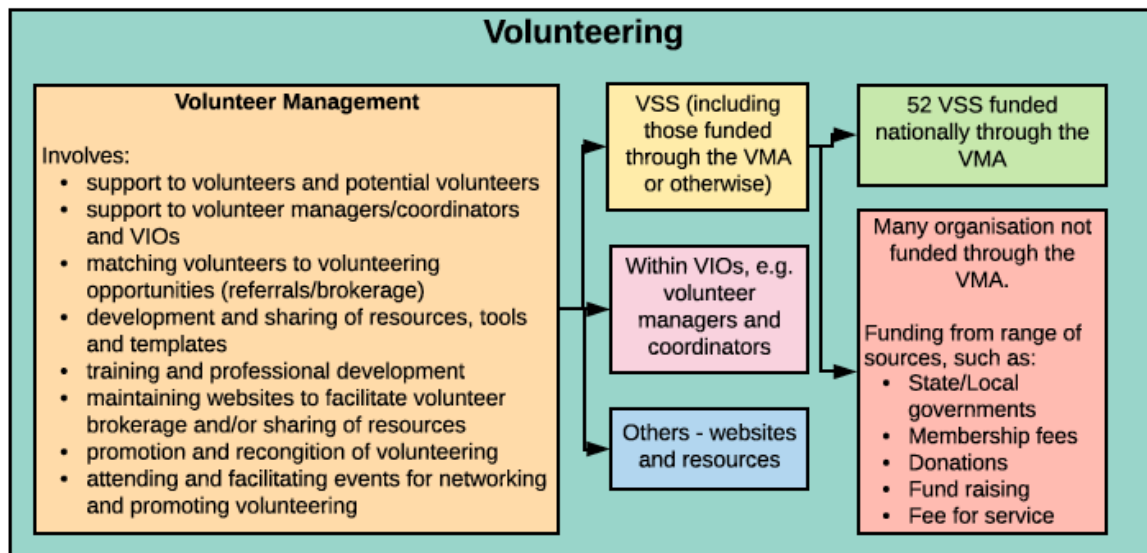 Volunteering
Volunteer Management
Involves:
• support to volunteers and potential volunteers
• support to volunteer managers/coordinators
and VIOs
• matching volunteers to volunteering
opportunities (referrals/brokerage)
• development and sharing of resources, tools
and templates
• training and professional development
• maintaining websites to facilitate volunteer
brokerage and/or sharing of resources
• promotion and recongition of volunteering
• attending and facilitating events for networking
and promoting volunteering
VSS (including
those funded
through the VMA
or otherwise)
Within VIOs, e.g.
volunteer
managers and
coordinators
Others - websites
and resources
52 VSS funded
nationally through the
VMA
Many organisation not
funded through the
VMA.
Funding from range of
sources, such as:
• State/Local
governments
• Membership fees
• Donations
• Fund raising
• Fee for service